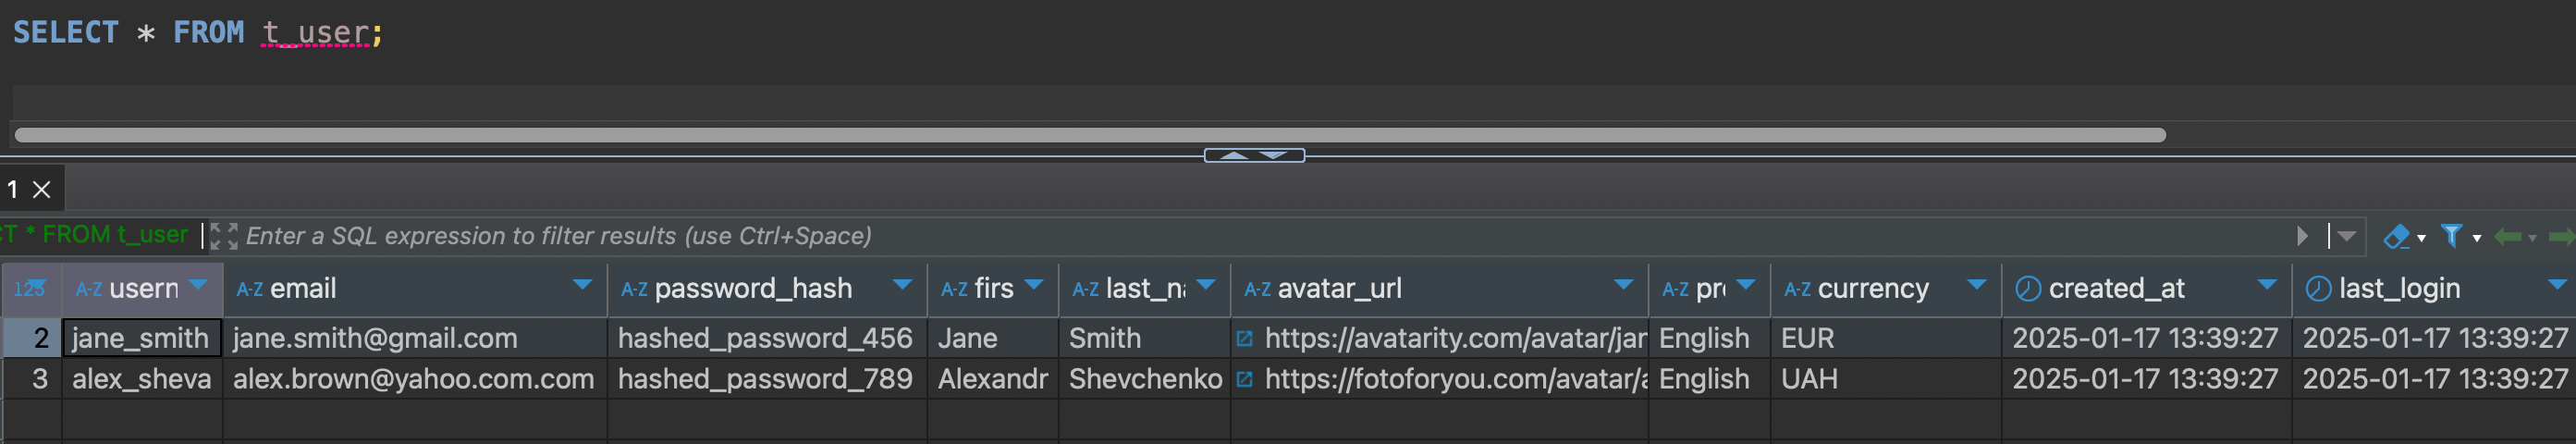 SELECT * FROM t_user;
1
CT * FROM t_user Enter a SQL expression to filter results (use Ctrl+Space)
123 A-Z usern A-Z email A-Z password_hash A-Z firs A-Z last_na A-Z avatar_url A-Z pre A-Z currency created_at last_login
2 jane_smith jane.smith@gmail.com hashed_password_456 Jane Smith https://avatarity.com/avatar/jan English EUR 2025-01-17 13:39:27 2025-01-17 13:39:27
3 alex_sheva alex.brown@yahoo.com.com hashed_password_789 Alexandr Shevchenko https://fotoforyou.com/avatar/a English UAH 2025-01-17 13:39:27 2025-01-17 13:39:27